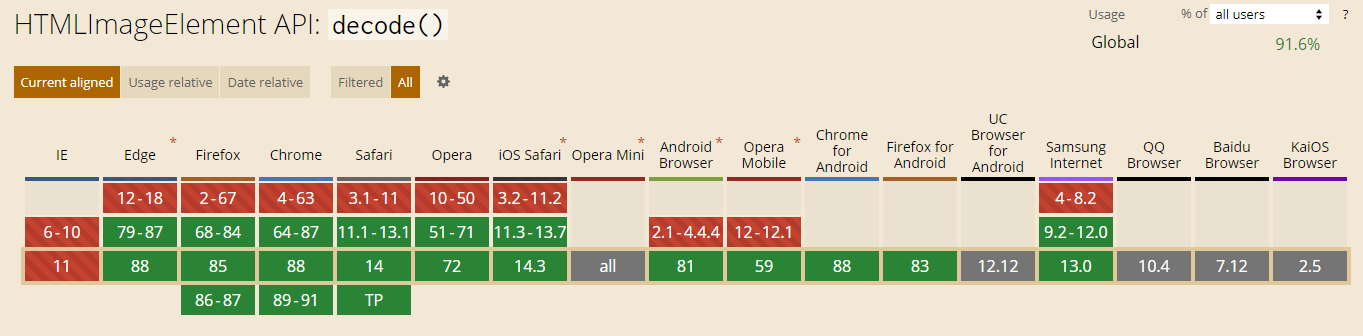 HTMLImageElement API: decode()
Usage % of all users ?
Global 91.6%
Current aligned Usage relative Date relative Filtered All
IE Edge * Firefox Chrome Safari Opera iOS Safari * Opera Mini * Android Browser * Opera Mobile * Chrome for Android Firefox for Android UC Browser for Android Samsung Internet QQ Browser Baidu Browser KaiOS Browser
12-18 2-67 4-63 3.1-11 10-50 3.2-11.2 4-8.2
6-10 79-87 68-84 64-87 11.1-13.1 51-71 11.3-13.7 2.1-4.4.4 12-12.1 9.2-12.0
11 88 85 88 14 72 14.3 all 81 59 88 83 12.12 13.0 10.4 7.12 2.5
86-87 89-91 TP